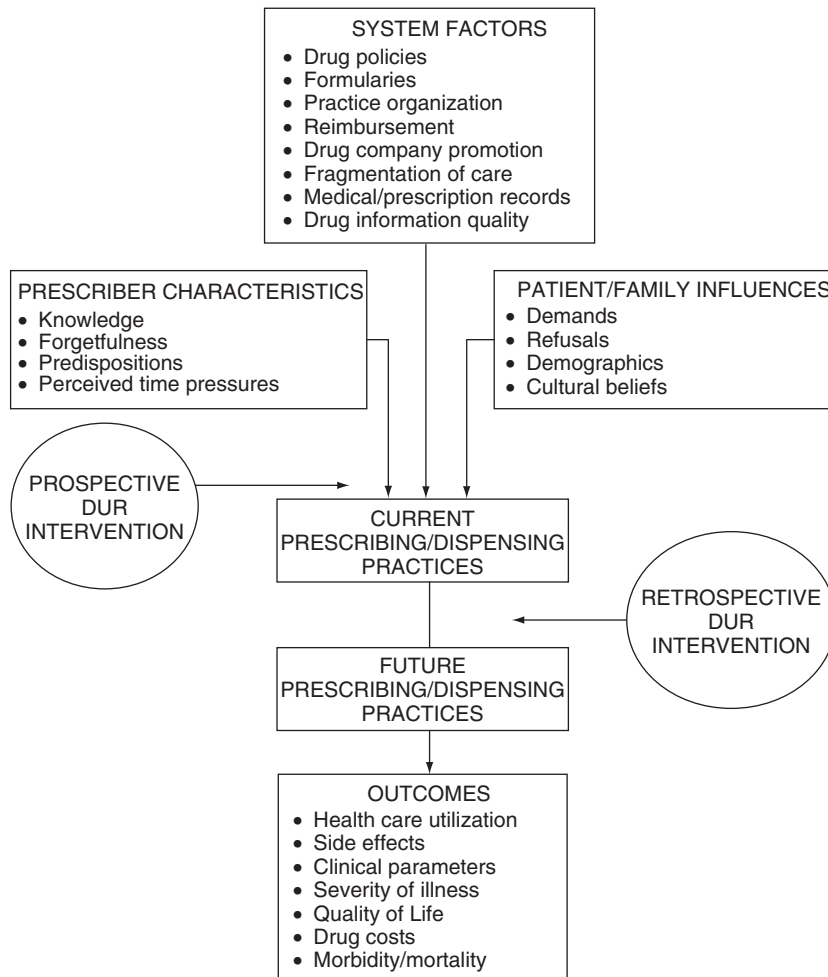 SYSTEM FACTORS
• Drug policies
• Formularies
• Practice organization
• Reimbursement
• Drug company promotion
• Fragmentation of care
• Medical/prescription records
• Drug information quality
PRESCRIBER CHARACTERISTICS
• Knowledge
• Forgetfulness
• Predispositions
• Perceived time pressures
PATIENT/FAMILY INFLUENCES
• Demands
• Refusals
• Demographics
• Cultural beliefs
PROSPECTIVE
DUR
INTERVENTION
CURRENT
PRESCRIBING/DISPENSING
PRACTICES
RETROSPECTIVE
DUR
INTERVENTION
FUTURE
PRESCRIBING/DISPENSING
PRACTICES
OUTCOMES
• Health care utilization
• Side effects
• Clinical parameters
• Severity of illness
• Quality of Life
• Drug costs
• Morbidity/mortality